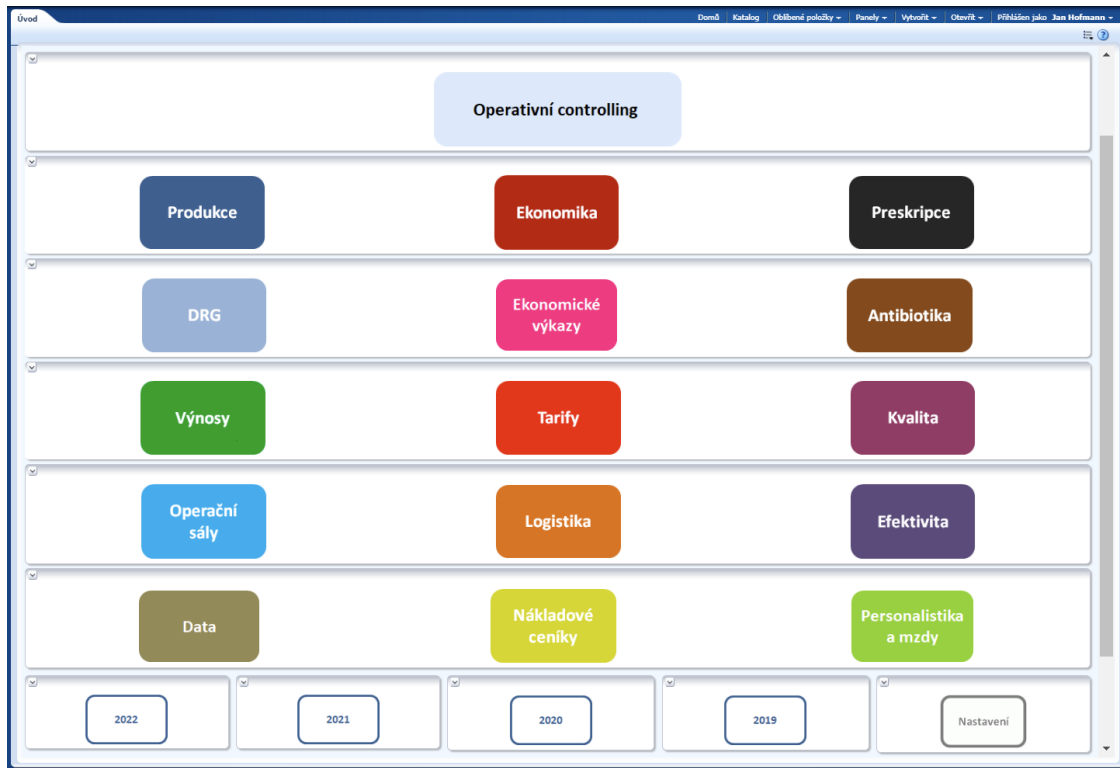 Úvod
Domů Katalog Oblíbené položky Panely Vytvořit Otevřít Přihlášen jako Jan Hofmann
Operativní controlling
Produkce
Ekonomika
Preskripce
DRG
Ekonomické
výkazy
Antibiotika
Výnosy
Tarify
Kvalita
Operační
sály
Logistika
Efektivita
Data
Nákladové
ceníky
Personalistika
a mzdy
2022
2021
2020
2019
Nastavení